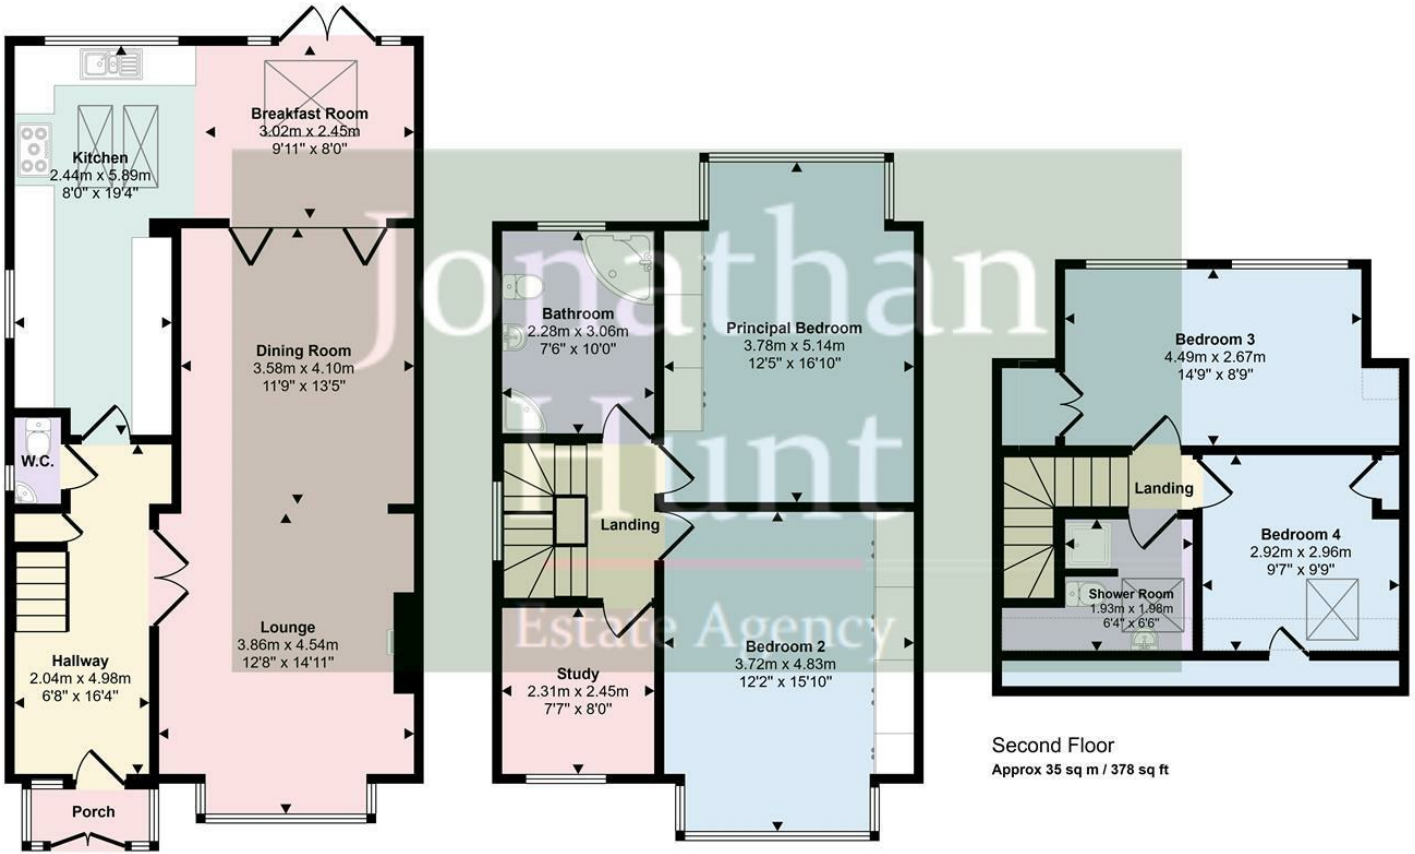 Breakfast Room
3.02m x 2.45m
9'11" x 8'0"
Kitchen
2.44m x 5.89m
8'0" x 19'4"
Dining Room
3.58m x 4.10m
11'9" x 13'5"
W.C.
Lounge
3.86m x 4.54m
12'8" x 14'11"
Hallway
2.04m x 4.98m
6'8" x 16'4"
Porch
Jonathan
Hunt
Estate Agency
Bathroom
2.28m x 3.06m
7'6" x 10'0"
Principal Bedroom
3.78m x 5.14m
12'5" x 16'10"
Landing
Bedroom 2
3.72m x 4.83m
12'2" x 15'10"
Study
2.31m x 2.45m
7'7" x 8'0"
Bedroom 3
4.49m x 2.67m
14'9" x 8'9"
Landing
Bedroom 4
2.92m x 2.96m
9'7" x 9'9"
Shower Room
1.93m x 1.98m
6'4" x 6'6"
Second Floor
Approx 35 sq m / 378 sq ft